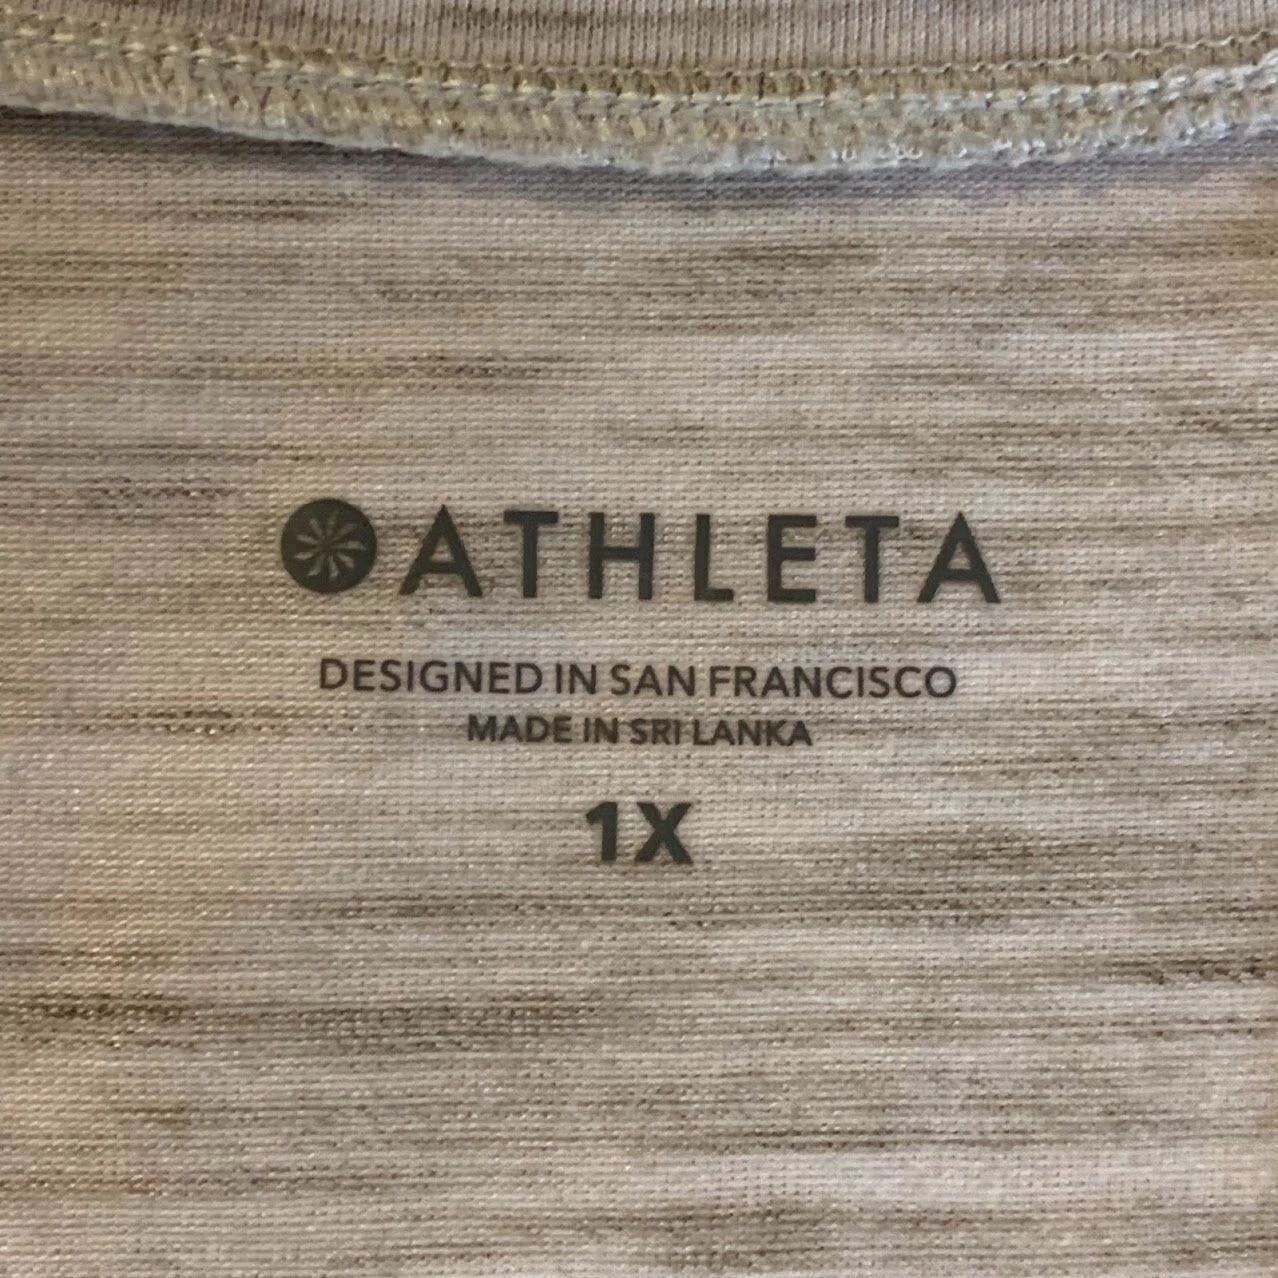 ATHLETA
DESIGNED IN SAN FRANCISCO
MADE IN SRI LANKA
1X